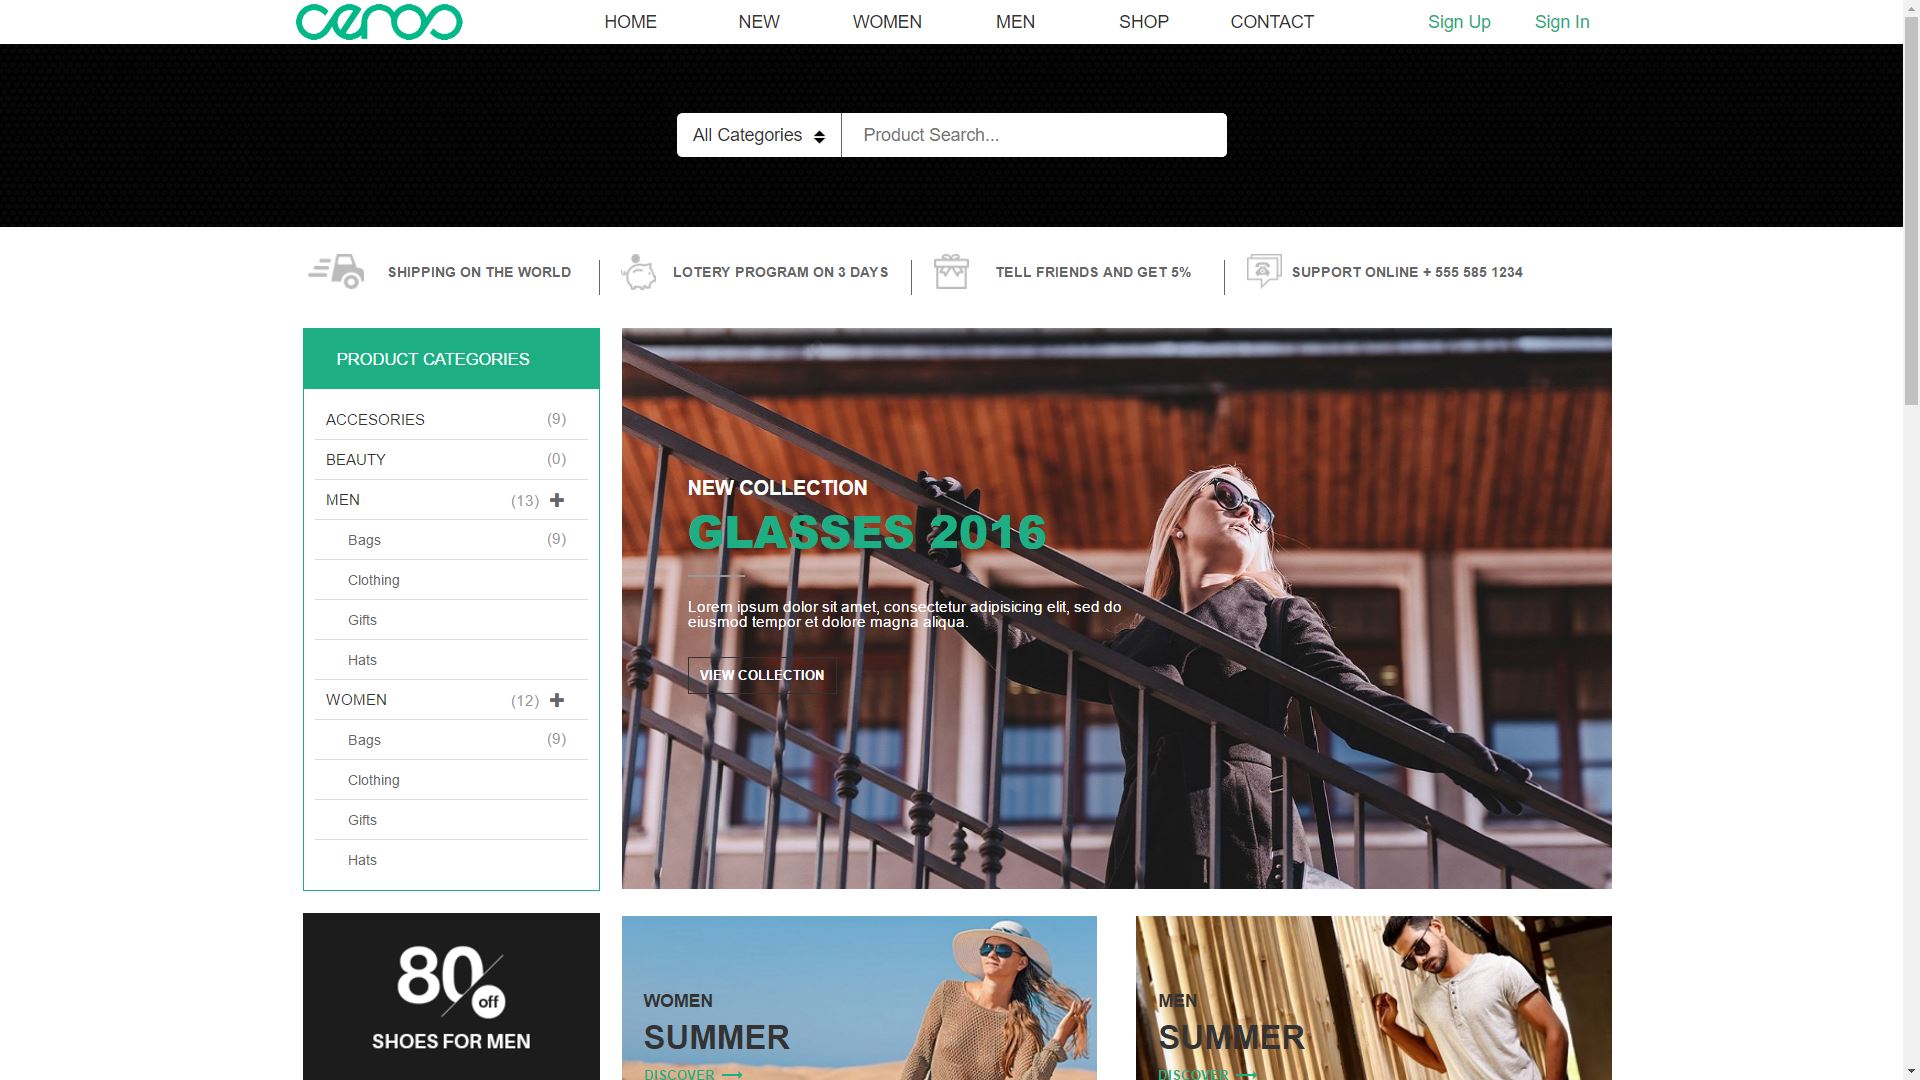 ceros
HOME NEW WOMEN MEN SHOP CONTACT Sign Up Sign In
All Categories Product Search...
SHIPPING ON THE WORLD
LOTERY PROGRAM ON 3 DAYS
TELL FRIENDS AND GET 5%
SUPPORT ONLINE + 555 585 1234
PRODUCT CATEGORIES
ACCESORIES (9)
BEAUTY (0)
MEN (13)
Bags (9)
Clothing
Gifts
Hats
WOMEN (12)
Bags (9)
Clothing
Gifts
Hats
NEW COLLECTION
GLASSES 2016
Lorem ipsum dolor sit amet, consectetur adipisicing elit, sed do
eiusmod tempor et dolore magna aliqua.
VIEW COLLECTION
80 off
SHOES FOR MEN
WOMEN
SUMMER
DISCOVER
MEN
SUMMER
DISCOVER